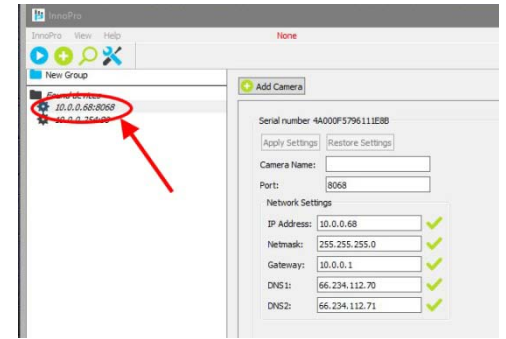 InnoPro
InnoPro View Help None
New Group
Found devices
10.0.0.68:8068
Add Camera
Serial number 4A000F5796111E8B
Apply Settings Restore Settings
Camera Name:
Port: 8068
Network Settings
IP Address: 10.0.0.68
Netmask: 255.255.255.0
Gateway: 10.0.0.1
DNS1: 66.234.112.70
DNS2: 66.234.112.71